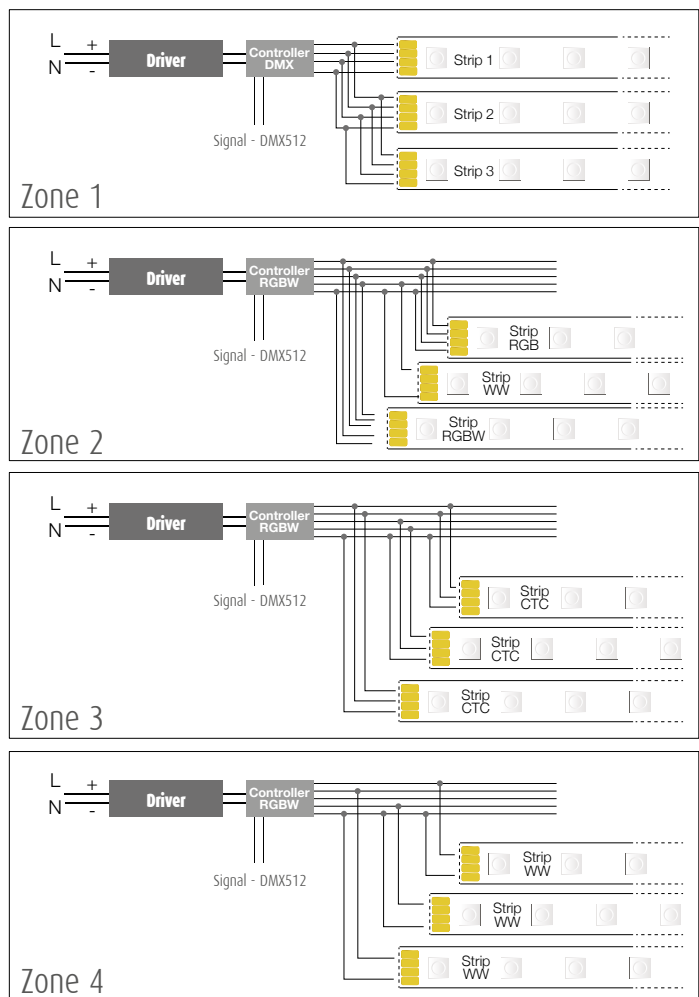 L + Driver Controller DMX
N -
Signal - DMX512
Strip 1
Strip 2
Strip 3
Zone 1
L + Driver Controller RGBW
N -
Signal - DMX512
Strip RGB
Strip WW
Strip RGBW
Zone 2
L + Driver Controller RGBW
N -
Signal - DMX512
Strip CTC
Strip CTC
Strip CTC
Zone 3
L + Driver Controller RGBW
N -
Signal - DMX512
Strip WW
Strip WW
Strip WW
Zone 4